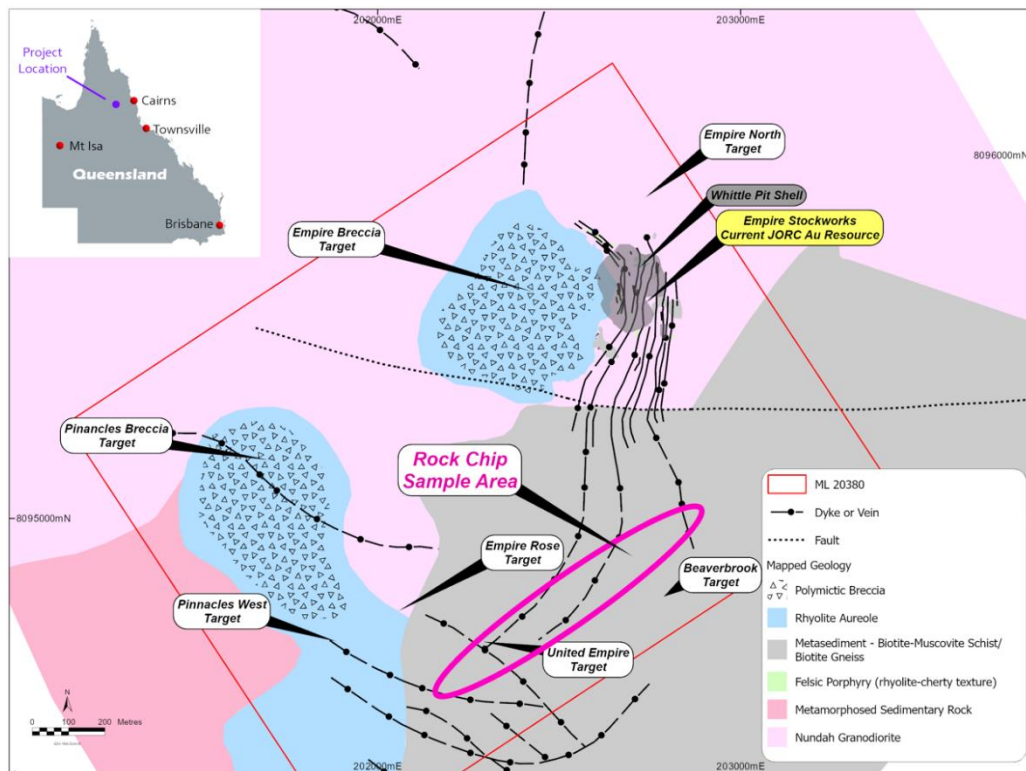 202000mE
203000mE
Project
Location
Cairns
Townsville
Mt Isa
Queensland
Brisbane
Empire North
Target
8096000mN
Whittle Pit Shell
Empire Stockworks
Current JORC Au Resource
Empire Breccia
Target
Pinancles Breccia
Target
Rock Chip
Sample Area
8095000mN
Empire Rose
Target
Beaverbrook
Target
Pinnacles West
Target
United Empire
Target
ML 20380
Dyke or Vein
Fault
Mapped Geology
Polymictic Breccia
Rhyolite Aureole
Metasediment - Biotite-Muscovite Schist/
Biotite Gneiss
Felsic Porphyry (rhyolite-cherty texture)
Metamorphosed Sedimentary Rock
Nundah Granodiorite
N
0 100 200 Metres
202000mE
203000mE